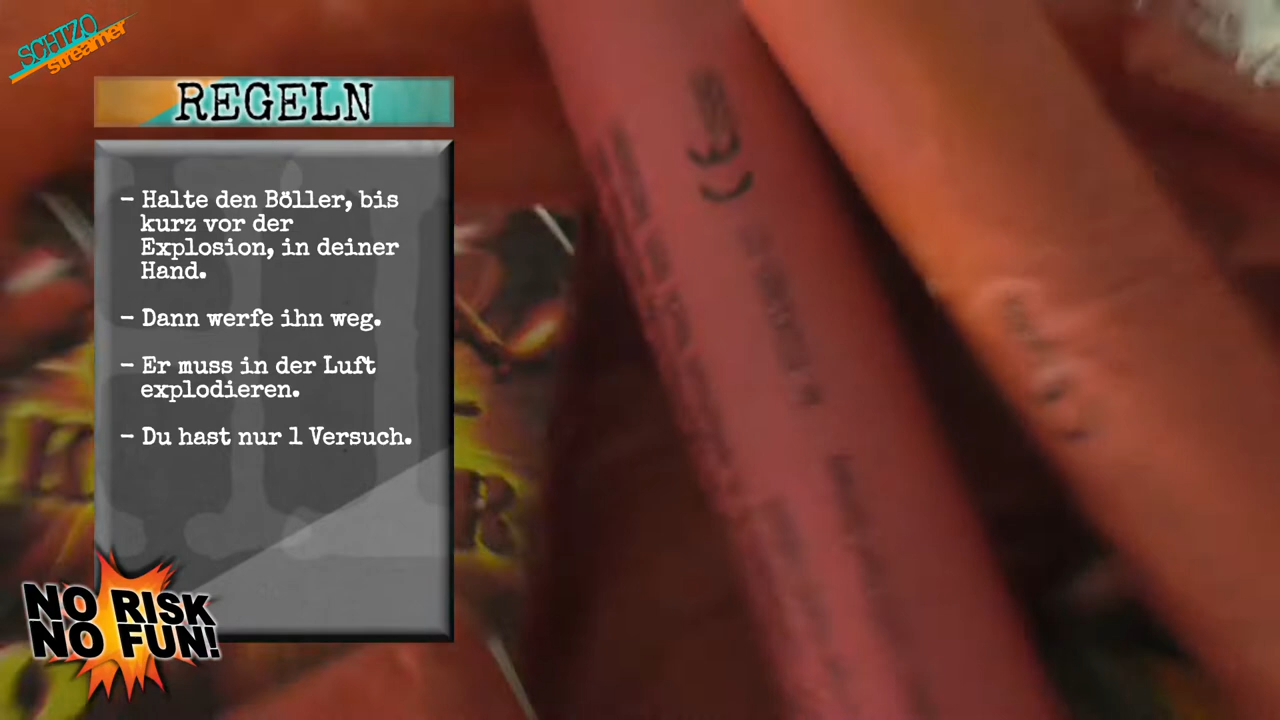 SCHIZO
streamer
REGELN
- Halte den Böller, bis
kurz vor der
Explosion, in deiner
Hand.
- Dann werfe ihn weg.
- Er muss in der Luft
explodieren.
- Du hast nur 1 Versuch.
NO RISK
NO FUN!